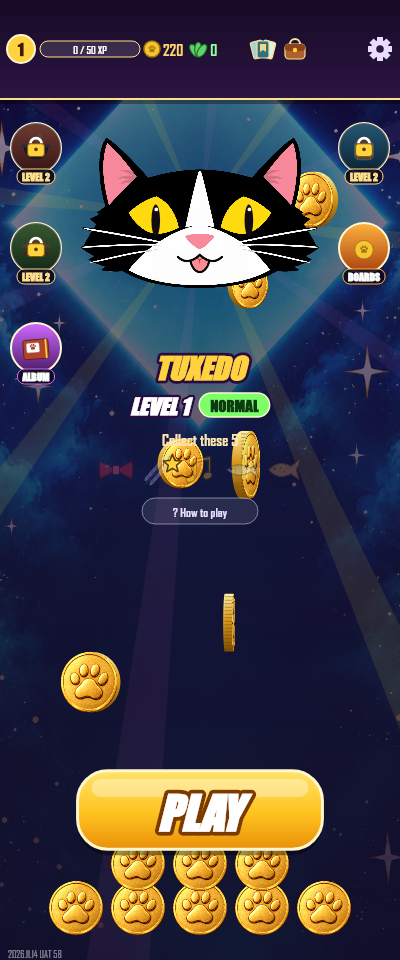 1
0 / 50 XP
220
0
LEVEL 2
LEVEL 2
LEVEL 2
BOARDS
ALBUM
TUXEDO
LEVEL 1
NORMAL
Collect these 5
? How to play
PLAY